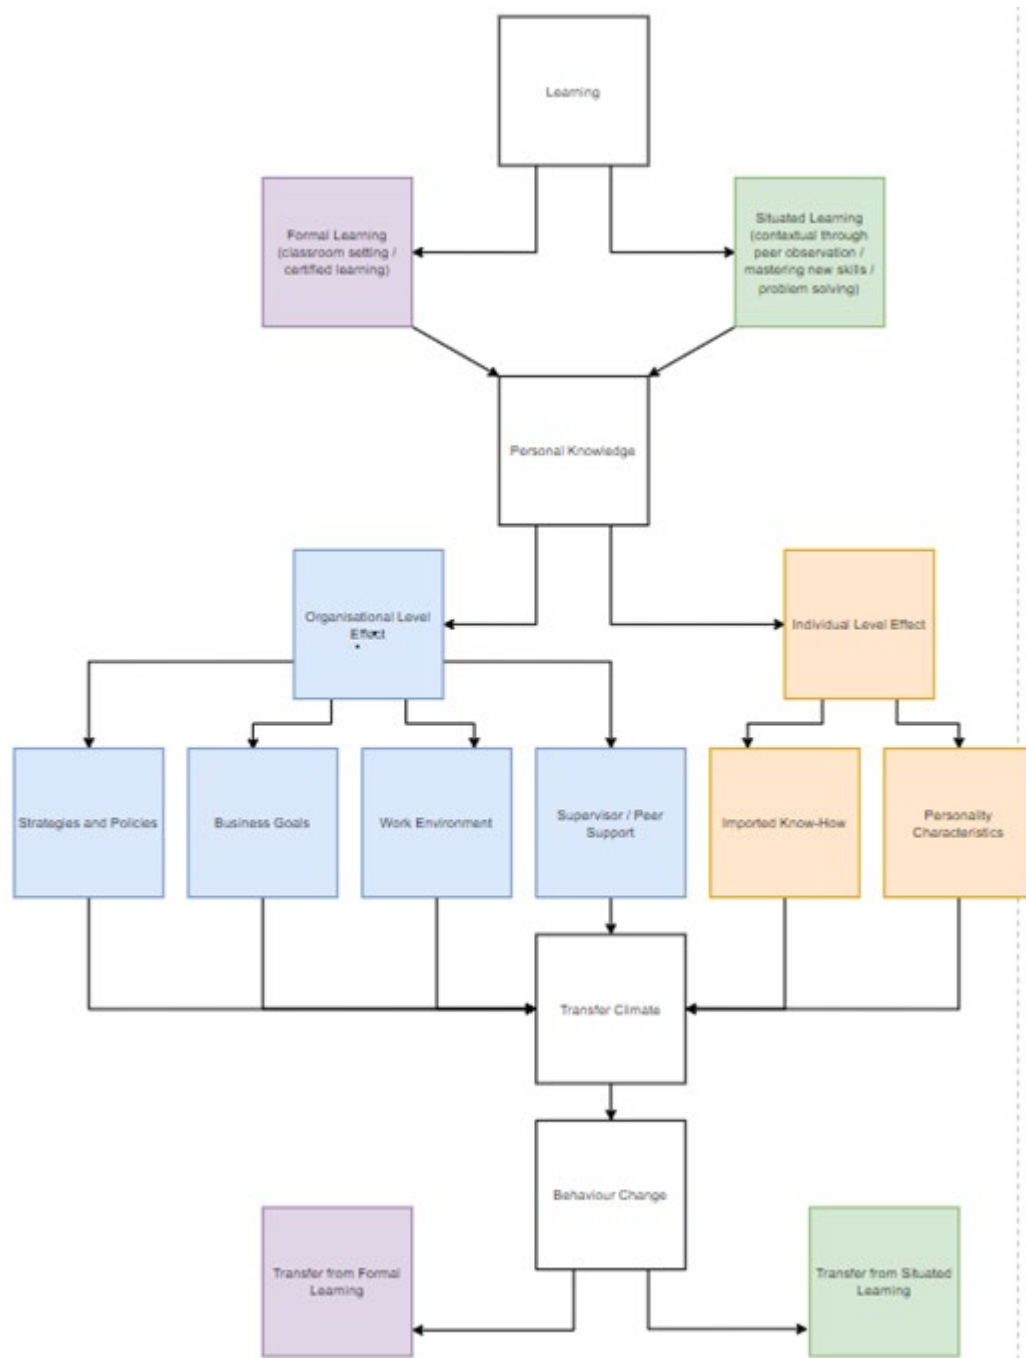 Learning
Formal Learning
(classroom setting /
certified learning)
Situated Learning
(contextual through
peer observation /
mastering new skills /
problem solving)
Personal Knowledge
Organisational Level
Effect
Individual Level Effect
Strategies and Policies
Business Goals
Work Environment
Supervisor / Peer
Support
Imported Know-How
Personality
Characteristics
Transfer Climate
Behaviour Change
Transfer from Formal
Learning
Transfer from Situated
Learning